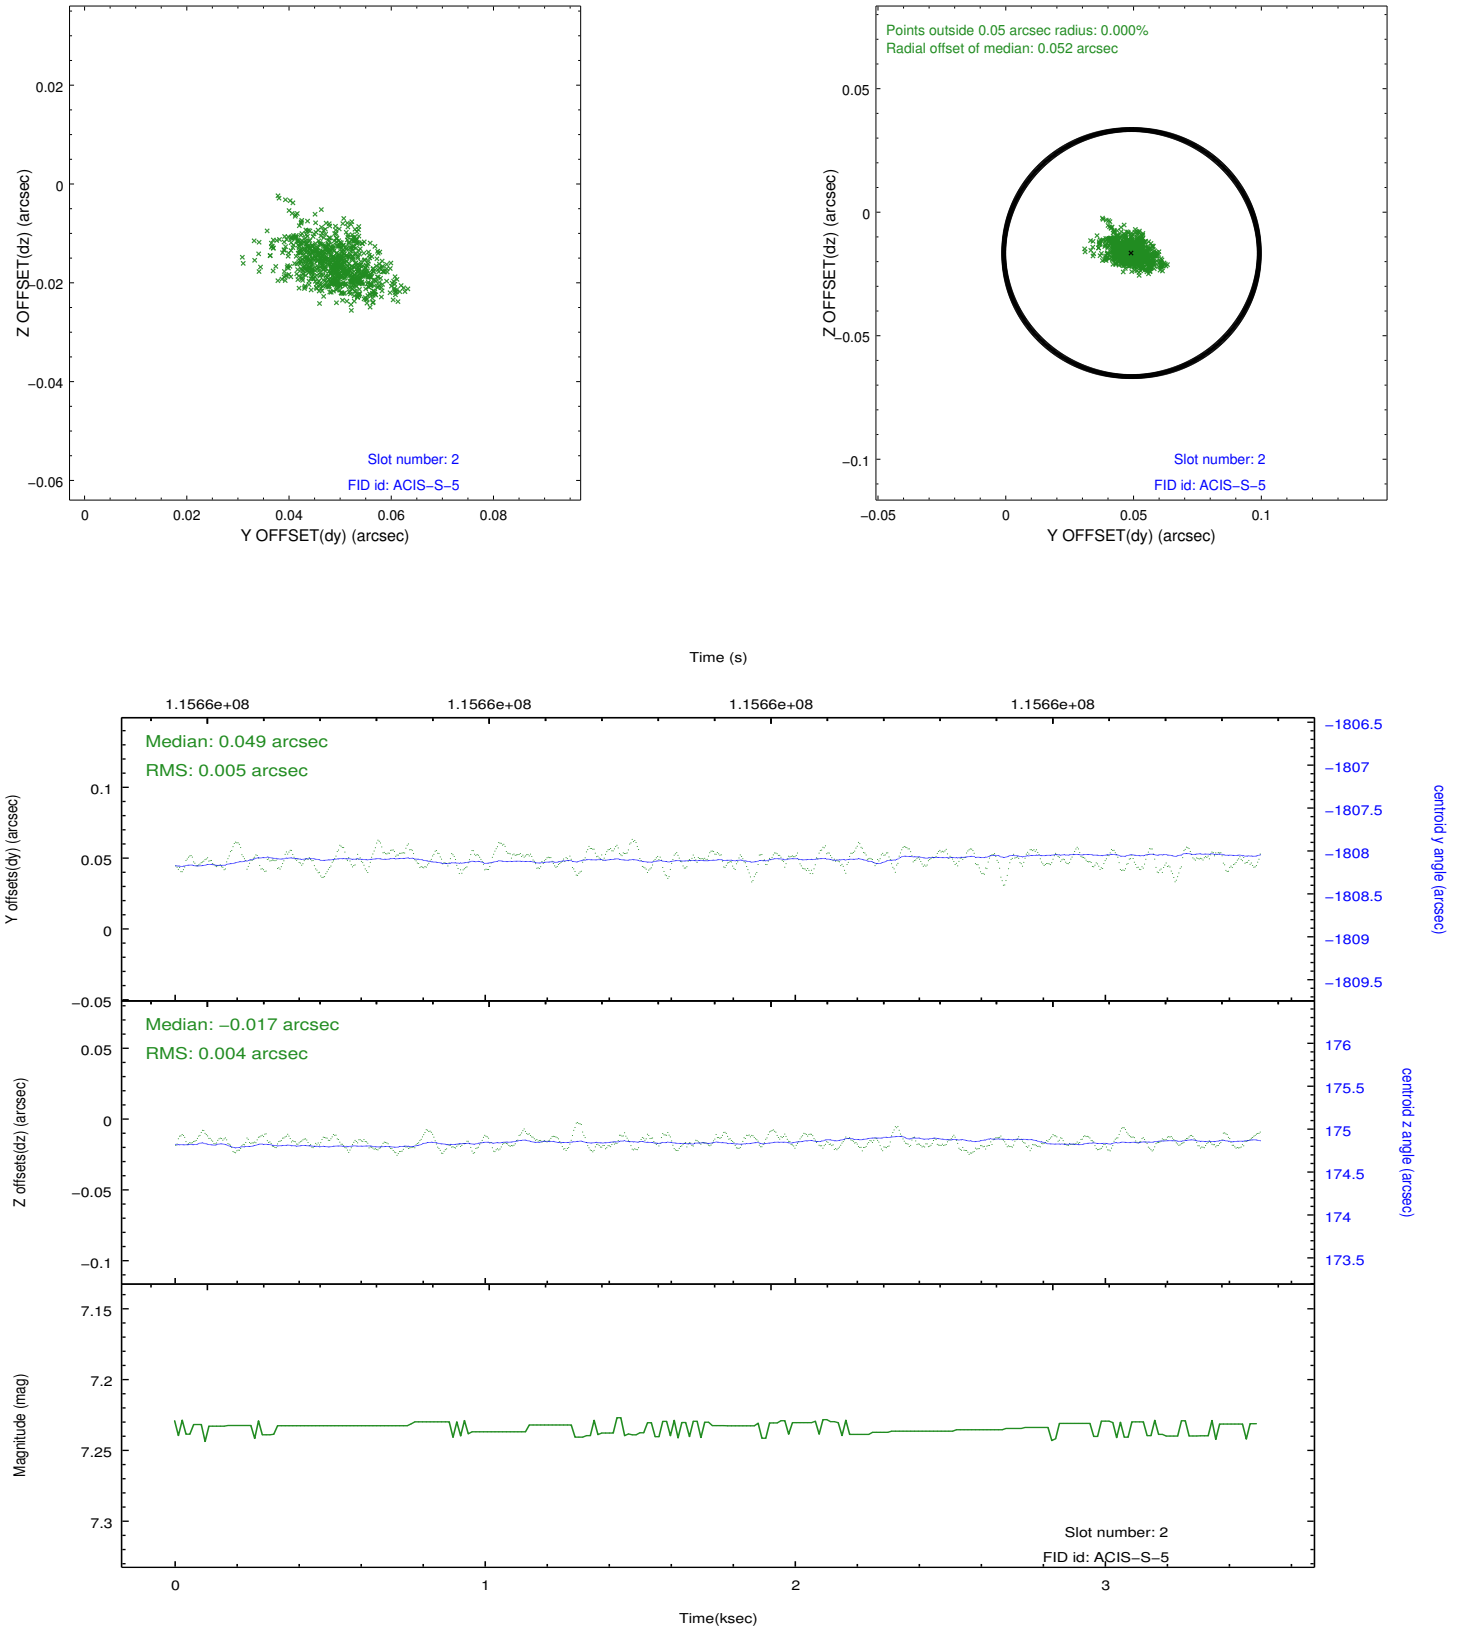 0.02
0
−0.02
−0.04
−0.06
Z OFFSET(dz) (arcsec)
Slot number: 2
FID id: ACIS−S−5
0 0.02 0.04 0.06 0.08
Y OFFSET(dy) (arcsec)
Points outside 0.05 arcsec radius: 0.000%
Radial offset of median: 0.052 arcsec
0.05
0
−0.05
−0.1
Z OFFSET(dz) (arcsec)
Slot number: 2
FID id: ACIS−S−5
−0.05 0 0.05 0.1
Y OFFSET(dy) (arcsec)
Time (s)
1.1566e+08 1.1566e+08 1.1566e+08 1.1566e+08
Median: 0.049 arcsec
RMS: 0.005 arcsec
0.1
0.05
0
−0.05
Y offsets(dy) (arcsec)
−1806.5
−1807
−1807.5
−1808
−1808.5
−1809
−1809.5
centroid y angle (arcsec)
Median: −0.017 arcsec
RMS: 0.004 arcsec
0.05
0
−0.05
−0.1
Z offsets(dz) (arcsec)
176
175.5
175
174.5
174
173.5
centroid z angle (arcsec)
7.15
7.2
7.25
7.3
Magnitude (mag)
Slot number: 2
FID id: ACIS−S−5
0 1 2 3
Time(ksec)